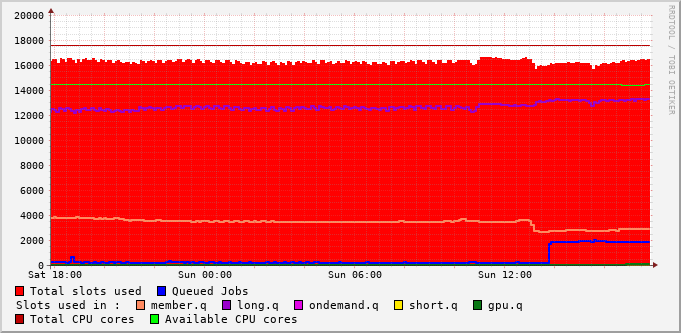 20000
18000
16000
14000
12000
10000
8000
6000
4000
2000
0
Sat 18:00 Sun 00:00 Sun 06:00 Sun 12:00
RRDTOOL / TOBI OETIKER
Total slots used Queued Jobs
Slots used in : member.q long.q ondemand.q short.q gpu.q
Total CPU cores Available CPU cores